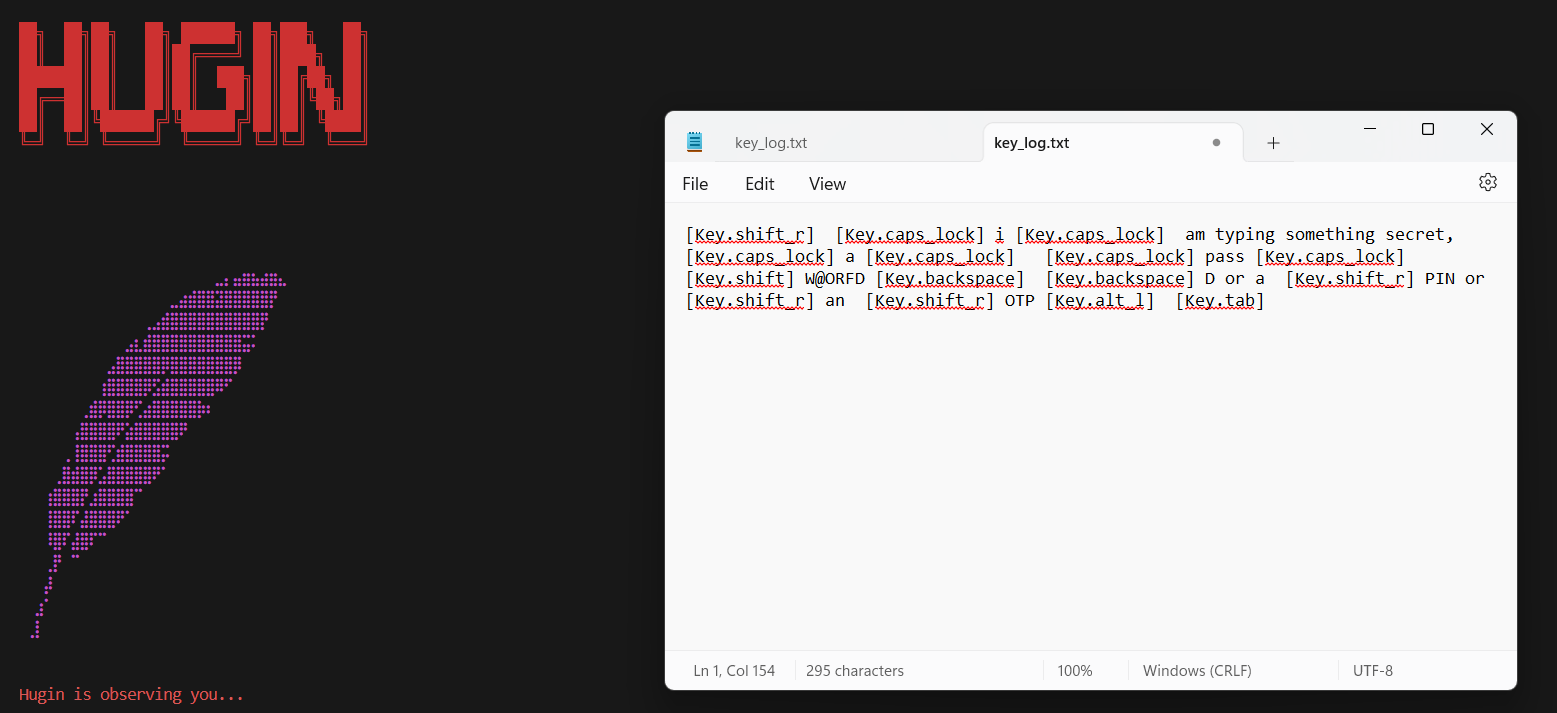 HUGIN
Hugin is observing you...
key_log.txt
key_log.txt
File Edit View
[Key.shift_r]  [Key.caps_lock] i [Key.caps_lock]  am typing something secret,
[Key.caps_lock] a [Key.caps_lock]   [Key.caps_lock] pass [Key.caps_lock]
[Key.shift] W@ORFD [Key.backspace]  [Key.backspace] D or a  [Key.shift_r] PIN or
[Key.shift_r] an  [Key.shift_r] OTP [Key.alt_l]  [Key.tab]
Ln 1, Col 154 295 characters 100% Windows (CRLF) UTF-8